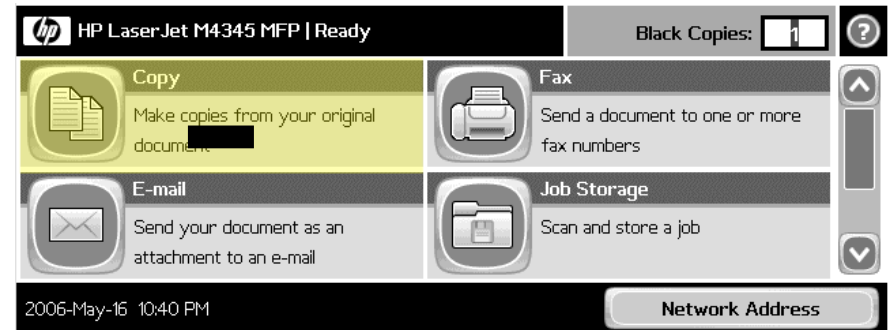 hp HP LaserJet M4345 MFP | Ready
Black Copies: 1
?
Copy
Make copies from your original
document
Fax
Send a document to one or more
fax numbers
E-mail
Send your document as an
attachment to an e-mail
Job Storage
Scan and store a job
2006-May-16 10:40 PM
Network Address